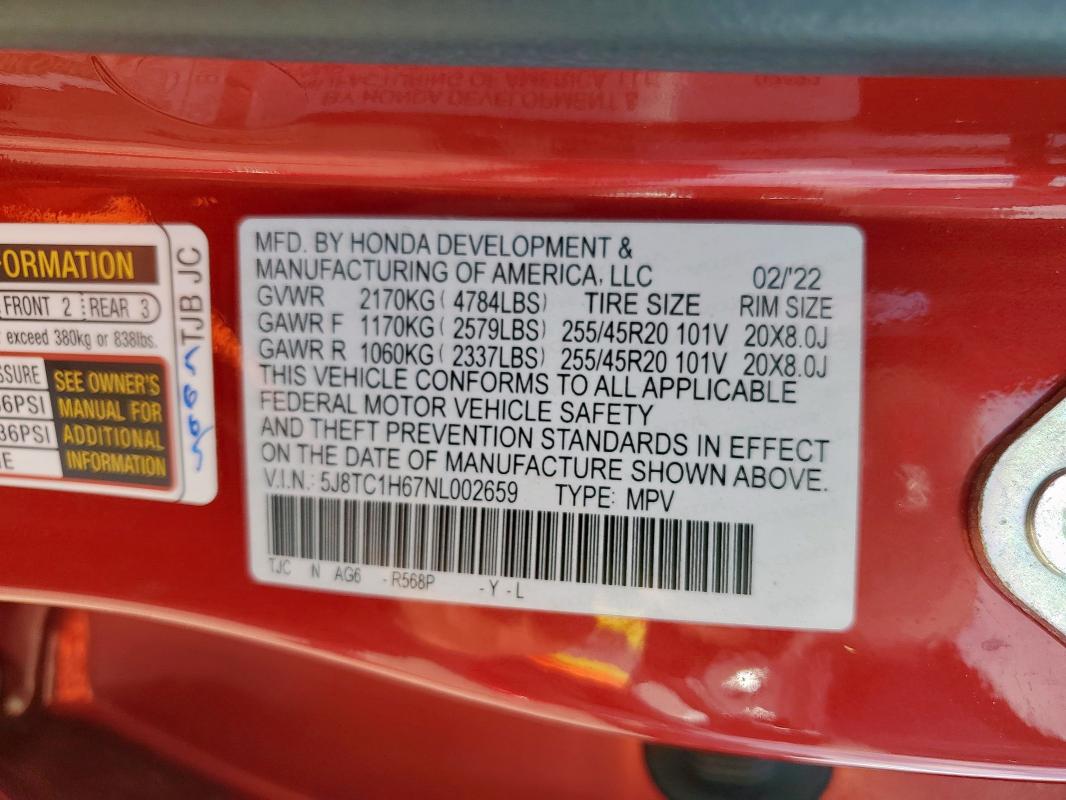 ORMATION
FRONT 2 REAR 3
exceed 380kg or 838lbs.
SSURE
36PSI
36PSI
SEE OWNER'S
MANUAL FOR
ADDITIONAL
INFORMATION
TJB JC
MFD. BY HONDA DEVELOPMENT &
MANUFACTURING OF AMERICA, LLC 02/'22
GVWR 2170KG ( 4784LBS) TIRE SIZE RIM SIZE
GAWR F 1170KG ( 2579LBS) 255/45R20 101V 20X8.0J
GAWR R 1060KG ( 2337LBS) 255/45R20 101V 20X8.0J
THIS VEHICLE CONFORMS TO ALL APPLICABLE
FEDERAL MOTOR VEHICLE SAFETY
AND THEFT PREVENTION STANDARDS IN EFFECT
ON THE DATE OF MANUFACTURE SHOWN ABOVE.
V.I.N.: 5J8TC1H67NL002659 TYPE: MPV
TJC N AG6 -R568P -Y-L